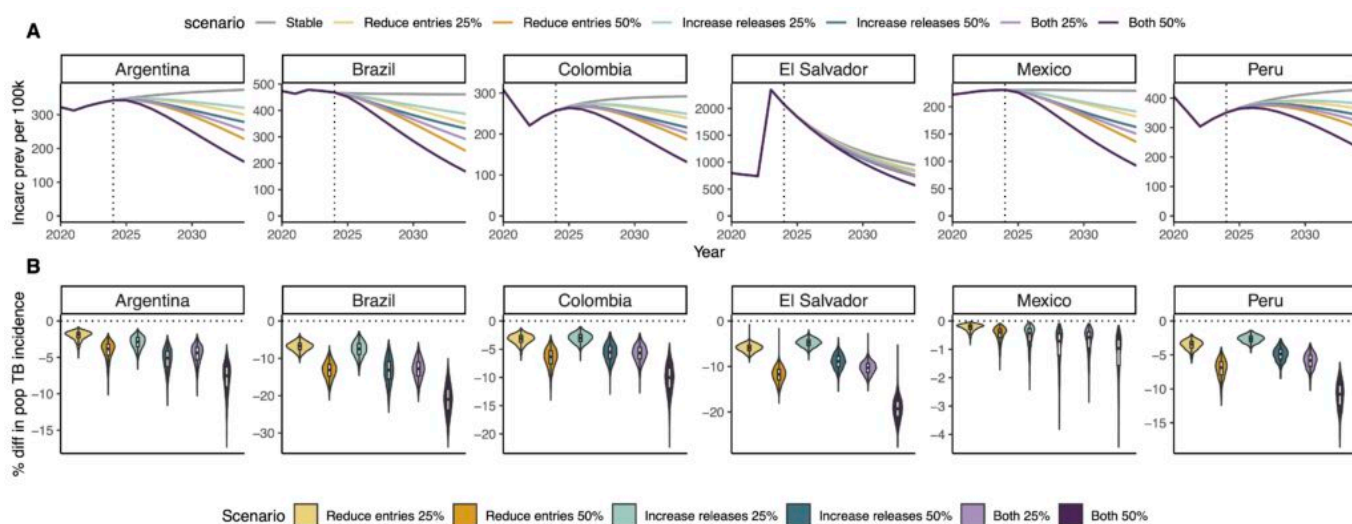 scenario Stable Reduce entries 25% Reduce entries 50% Increase releases 25% Increase releases 50% Both 25% Both 50%
A
Argentina Brazil Colombia El Salvador Mexico Peru
Incarc prev per 100k
300 200 100 0
500 400 300 200 100 0
300 200 100 0
2000 1500 1000 500 0
200 150 100 50 0
400 300 200 100 0
2020 2025 2030 2020 2025 2030 2020 2025 2030 2020 2025 2030 2020 2025 2030 2020 2025 2030
Year
B
Argentina Brazil Colombia El Salvador Mexico Peru
% diff in pop TB incidence
0 −5 −10 −15
0 −10 −20 −30
0 −5 −10 −15 −20
0 −10 −20
0 −1 −2 −3 −4
0 −5 −10 −15
Scenario Reduce entries 25% Reduce entries 50% Increase releases 25% Increase releases 50% Both 25% Both 50%